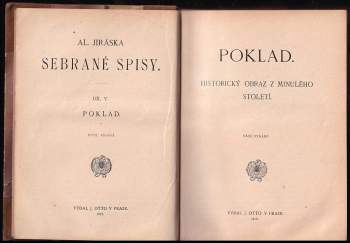 AL. JIRÁSKA
SEBRANÉ SPISY.
DÍL V.
POKLAD.
VYDAL J. OTTO V PRAZE.
POKLAD.
HISTORICKÝ OBRAZ Z MINULÉHO
STOLETÍ.
VYDAL J. OTTO V PRAZE.